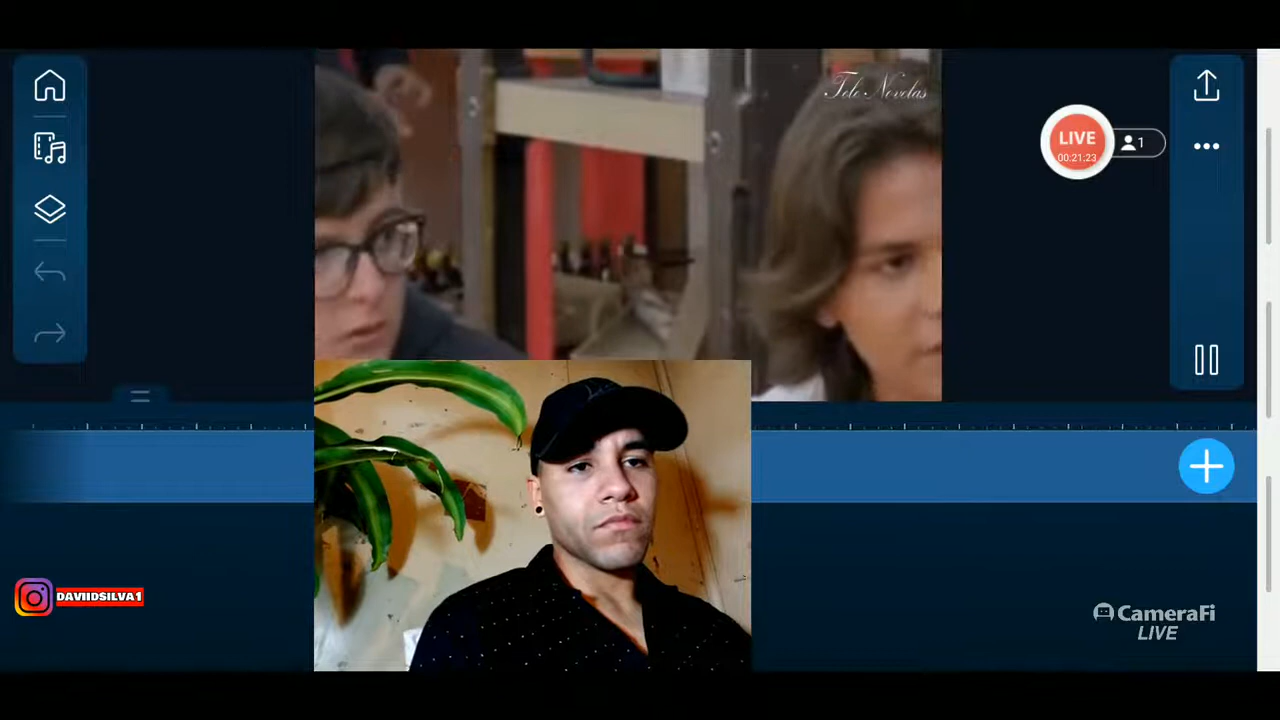 Tele Novelas
LIVE
00:21:23
1
DAVIIDSILVA1
CameraFi
LIVE